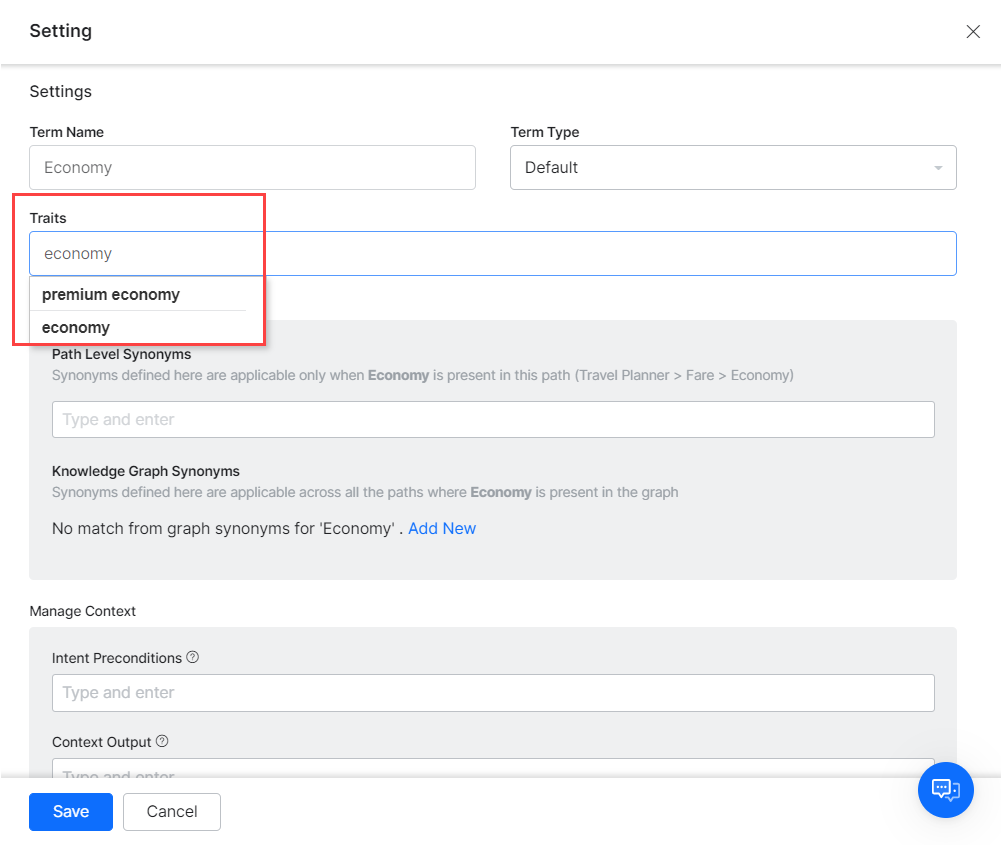 Setting
Settings
Term Name
Term Type
Economy
Default
Traits
economy
premium economy
economy
Path Level Synonyms
Synonyms defined here are applicable only when Economy is present in this path (Travel Planner > Fare > Economy)
Type and enter
Knowledge Graph Synonyms
Synonyms defined here are applicable across all the paths where Economy is present in the graph
No match from graph synonyms for 'Economy' . Add New
Manage Context
Intent Preconditions ?
Type and enter
Context Output ?
Type and enter
Save
Cancel